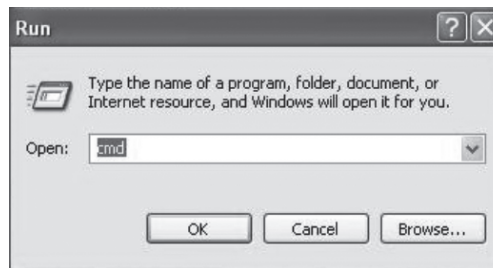 Run
Type the name of a program, folder, document, or
Internet resource, and Windows will open it for you.
Open: cmd
OK Cancel Browse...